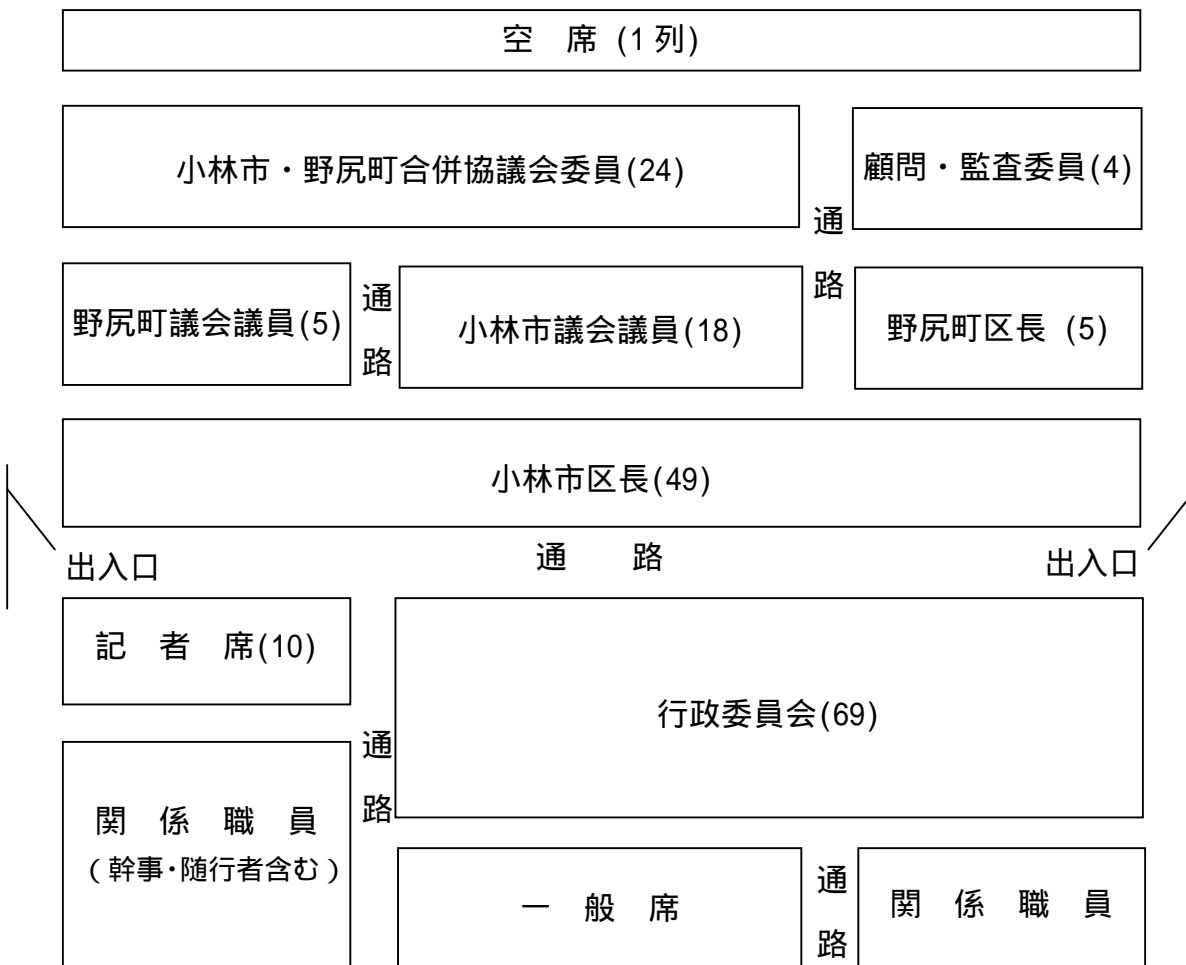 空 席 (1列)
小林市・野尻町合併協議会委員(24)
顧問・監査委員(4)
通路
野尻町議会議員(5)
通路
小林市議会議員(18)
野尻町区長 (5)
小林市区長(49)
出入口
通 路
出入口
記 者 席(10)
行政委員会(69)
通路
関 係 職 員
(幹事・随行者含む)
一 般 席
通路
関 係 職 員